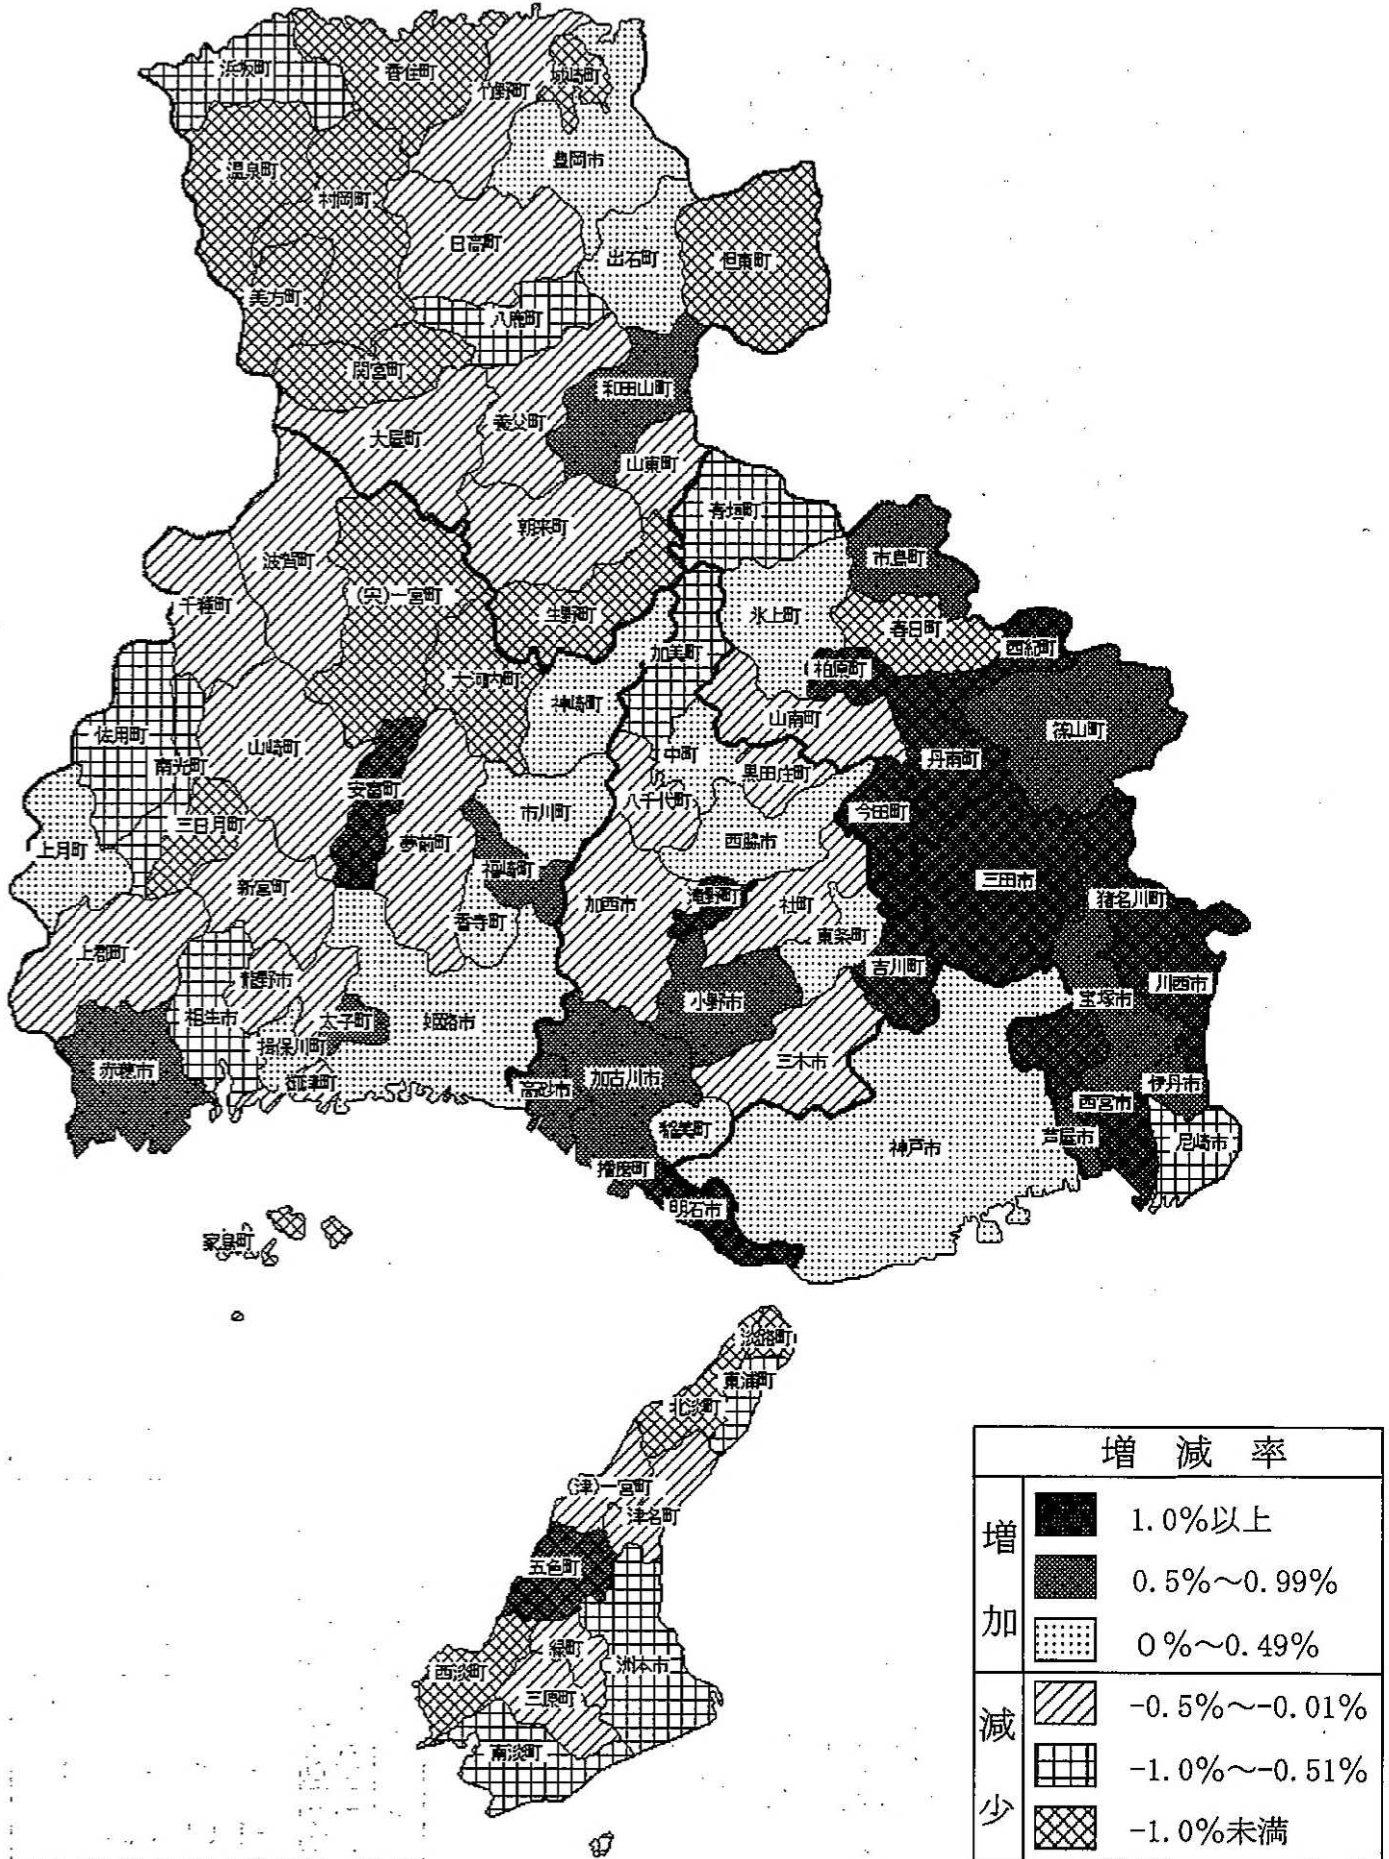 浜坂町
香住町
竹野町
城崎町
豊岡市
温泉町
村岡町
日高町
出石町
但東町
美方町
八鹿町
関宮町
和田山町
大屋町
養父町
山東町
青垣町
朝来町
市島町
波賀町
千種町
(宍)一宮町
生野町
氷上町
春日町
西紀町
加美町
柏原町
大河内町
神崎町
山南町
篠山町
佐用町
南光町
山崎町
中町
黒田庄町
丹南町
安富町
八千代町
市川町
今田町
三日月町
上月町
夢前町
西脇市
福崎町
三田市
新宮町
滝野町
猪名川町
加西市
社町
香寺町
東条町
上郡町
龍野市
吉川町
川西市
相生市
太子町
姫路市
小野市
宝塚市
揖保川町
赤穂市
御津町
三木市
高砂市
加古川市
伊丹市
西宮市
稲美町
芦屋市
尼崎市
神戸市
播磨町
明石市
家島町
淡路町
東浦町
北淡町
(津)一宮町
津名町
五色町
緑町
西淡町
洲本市
三原町
南淡町
増減率
増加
1.0%以上
0.5%～0.99%
0%～0.49%
減少
-0.5%～-0.01%
-1.0%～-0.51%
-1.0%未満